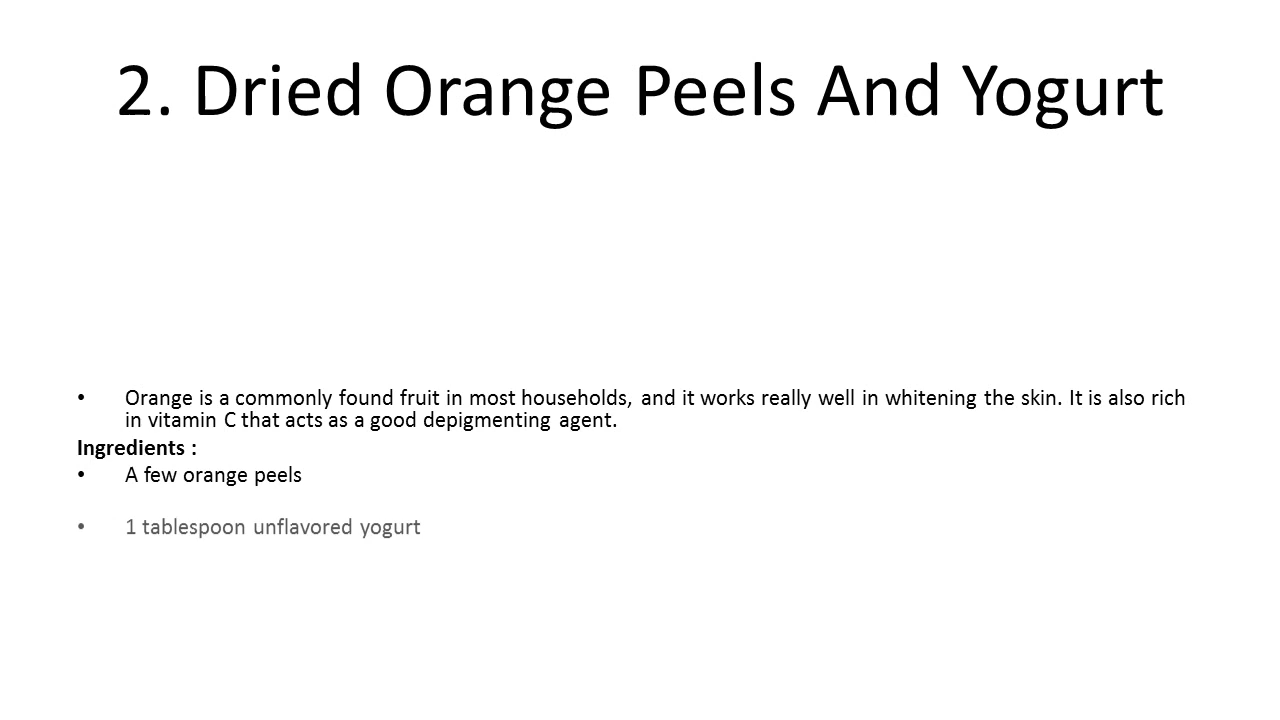 2. Dried Orange Peels And Yogurt
• Orange is a commonly found fruit in most households, and it works really well in whitening the skin. It is also rich
in vitamin C that acts as a good depigmenting agent.
Ingredients :
• A few orange peels
• 1 tablespoon unflavored yogurt